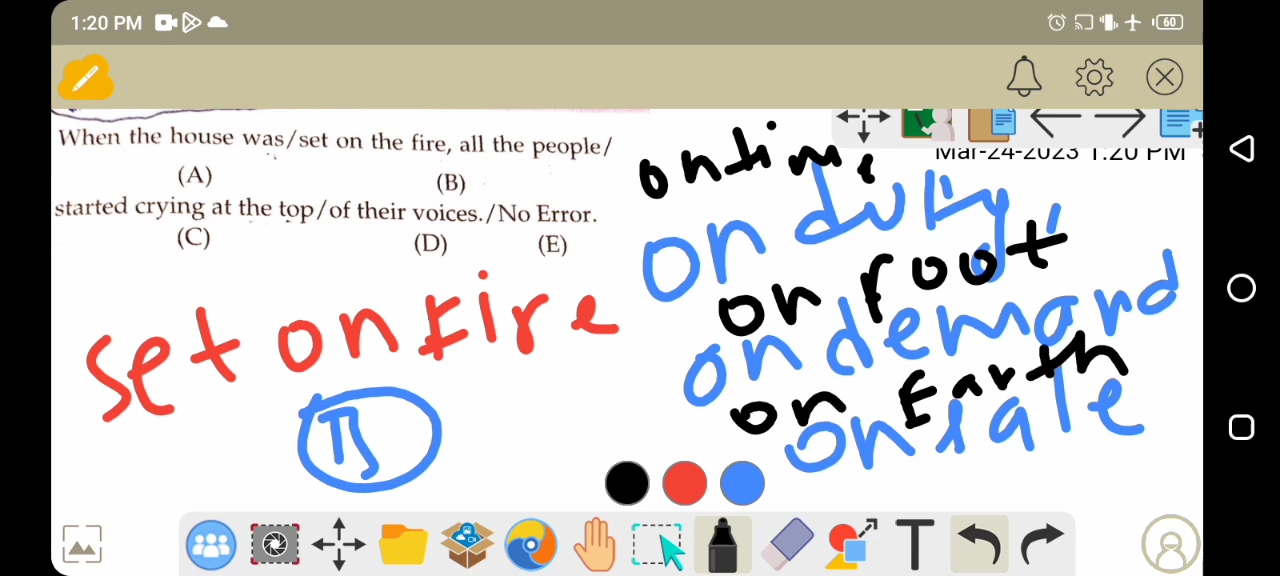 1:20 PM
60
When the house was/set on the fire, all the people/
(A) (B)
started crying at the top/of their voices./No Error.
(C) (D) (E)
Mar-24-2023 1:20 PM
ontime
on duty
on foot
on demand
on Earth
on sale
set on fire
B
T